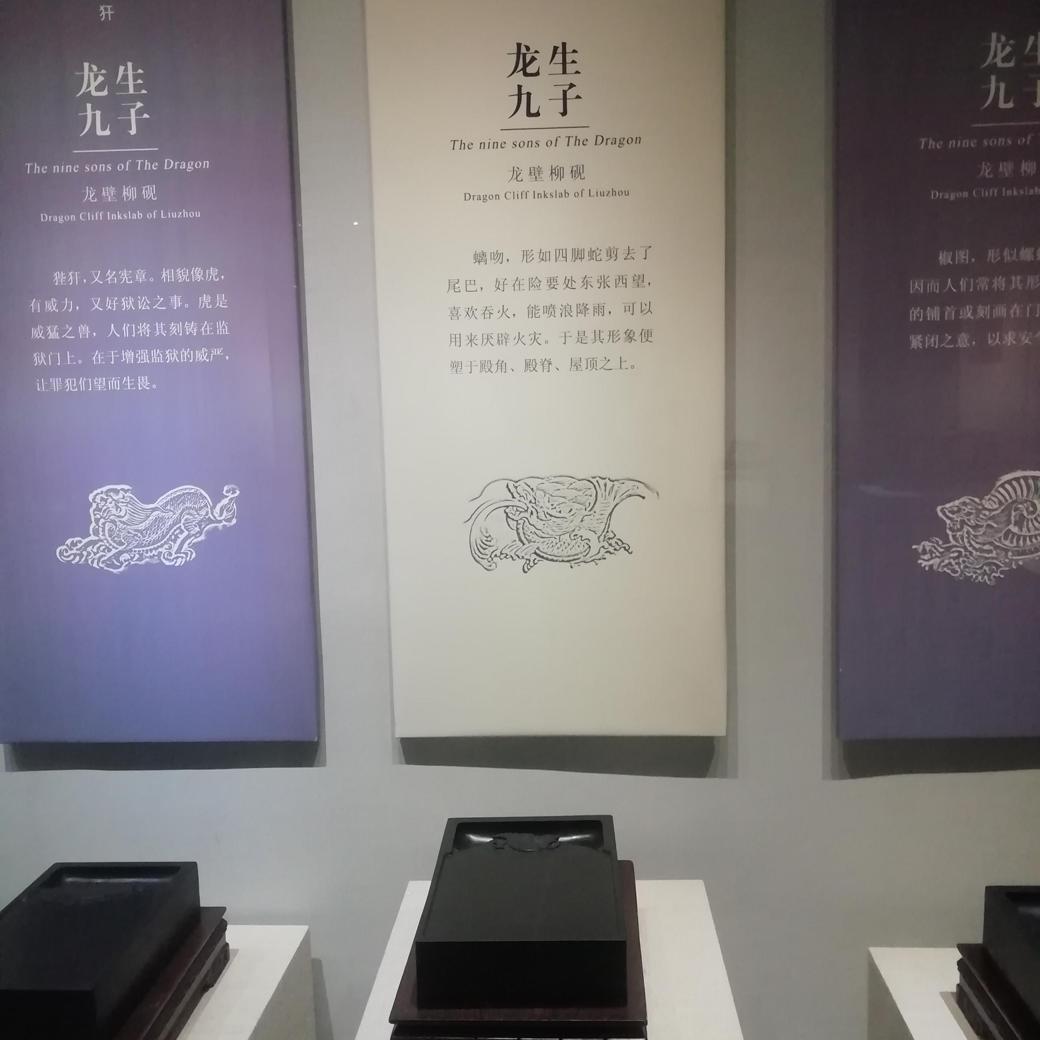 犴
龙生
九子
The nine sons of The Dragon
龙壁柳砚
Dragon Cliff Inkslab of Liuzhou
狴犴，又名宪章。相貌像虎，
有威力，又好狱讼之事。虎是
威猛之兽，人们将其刻铸在监
狱门上。在于增强监狱的威严，
让罪犯们望而生畏。
龙生
九子
The nine sons of The Dragon
龙壁柳砚
Dragon Cliff Inkslab of Liuzhou
螭吻，形如四脚蛇剪去了
尾巴，好在险要处东张西望，
喜欢吞火，能喷浪降雨，可以
用来厌辟火灾。于是其形象便
塑于殿角、殿脊、屋顶之上。
龙生
九
The nine sons of
龙壁柳
Dragon Cliff Inkslab
椒图，形似螺
因而人们常将其形
的铺首或刻画在门
紧闭之意，以求安